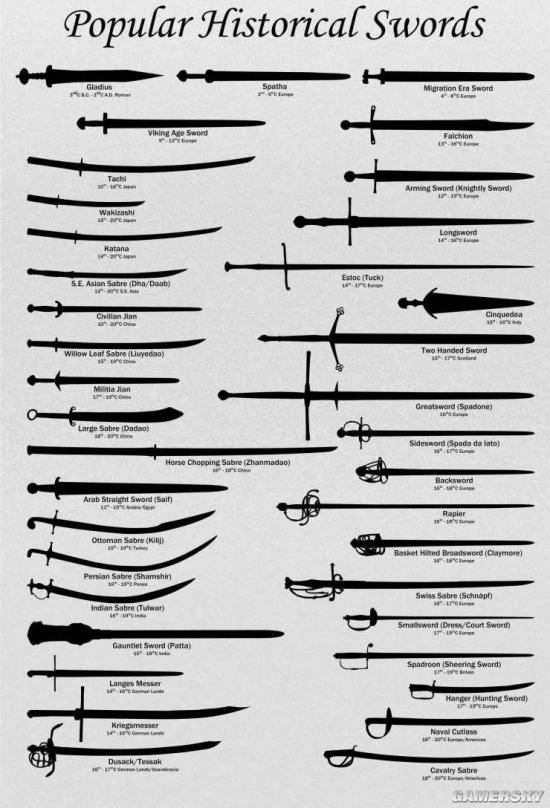 Popular Historical Swords
Gladius
3rd C B.C. - 1st C A.D. Roman
Spatha
2nd - 5th C Europe
Migration Era Sword
4th - 6th C Europe
Viking Age Sword
9th - 13th C Europe
Falchion
13th - 16th C Europe
Tachi
10th - 16th C Japan
Arming Sword (Knightly Sword)
12th - 15th C Europe
Wakizashi
15th - 20th C Japan
Longsword
14th - 16th C Europe
Katana
14th - 20th C Japan
Estoc (Tuck)
14th - 17th C Europe
S.E. Asian Sabre (Dha/Daab)
12th - 20th C S.E. Asia
Cinquedea
15th - 16th C Italy
Civilian Jian
10th - 20th C China
Two Handed Sword
15th - 17th C Scotland
Willow Leaf Sabre (Liuyedao)
15th - 19th C China
Militia Jian
17th - 19th C China
Greatsword (Spadone)
16th C Europe
Large Sabre (Dadao)
18th - 20th C China
Sidesword (Spada da lato)
16th - 17th C Europe
Horse Chopping Sabre (Zhanmadao)
Backsword
16th - 18th C Europe
Arab Straight Sword (Saif)
11th - 15th C Arabia/Egypt
Rapier
16th - 18th C Europe
Ottoman Sabre (Kilij)
15th - 19th C Turkey
Basket Hilted Broadsword (Claymore)
16th - 18th C Europe
Persian Sabre (Shamshir)
16th - 19th C Persia
Swiss Sabre (Schnäpf)
16th - 17th C Europe
Indian Sabre (Tulwar)
16th - 19th C India
Smallsword (Dress/Court Sword)
17th - 19th C Europe
Gauntlet Sword (Patta)
15th - 18th C India
Spadroon (Sheering Sword)
17th - 19th C Britain
Langes Messer
14th - 16th C German Lands
Hanger (Hunting Sword)
17th - 19th C Europe
Kriegsmesser
14th - 16th C German Lands
Naval Cutlass
18th - 20th C Europe/Americas
Dusack/Tessak
16th - 17th C German Lands/Scandinavia
Cavalry Sabre
18th - 20th C Europe/Americas
GAMERSKY